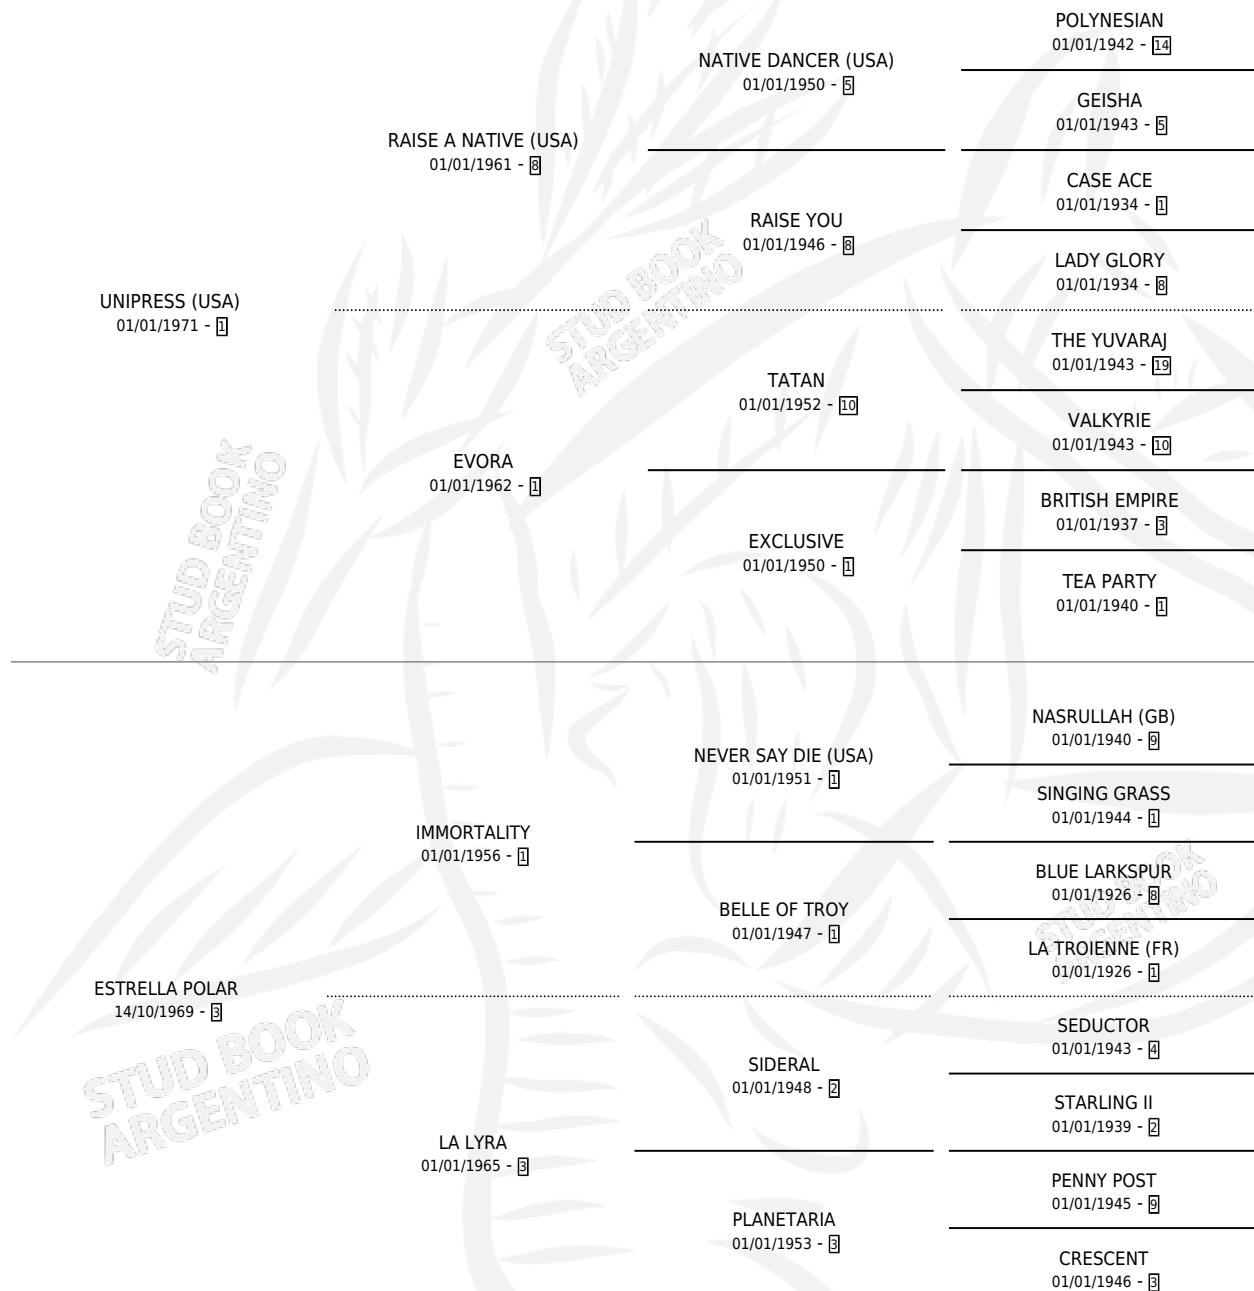 POLYNESIAN
01/01/1942 - 14
NATIVE DANCER (USA)
01/01/1950 - 5
GEISHA
01/01/1943 - 5
RAISE A NATIVE (USA)
01/01/1961 - 8
CASE ACE
01/01/1934 - 1
RAISE YOU
01/01/1946 - 8
LADY GLORY
01/01/1934 - 8
UNIPRESS (USA)
01/01/1971 - 1
THE YUVARAJ
01/01/1943 - 19
TATAN
01/01/1952 - 10
VALKYRIE
01/01/1943 - 10
EVORA
01/01/1962 - 1
BRITISH EMPIRE
01/01/1937 - 3
EXCLUSIVE
01/01/1950 - 1
TEA PARTY
01/01/1940 - 1
NASRULLAH (GB)
01/01/1940 - 9
NEVER SAY DIE (USA)
01/01/1951 - 1
SINGING GRASS
01/01/1944 - 1
IMMORTALITY
01/01/1956 - 1
BLUE LARKSPUR
01/01/1926 - 8
BELLE OF TROY
01/01/1947 - 1
LA TROIENNE (FR)
01/01/1926 - 1
ESTRELLA POLAR
14/10/1969 - 3
SEDUCTOR
01/01/1943 - 4
SIDERAL
01/01/1948 - 2
STARLING II
01/01/1939 - 2
LA LYRA
01/01/1965 - 3
PENNY POST
01/01/1945 - 9
PLANETARIA
01/01/1953 - 3
CRESCENT
01/01/1946 - 3
STUD BOOK
ARGENTINO
STUD BOOK
ARGENTINO
STUD BOOK
ARGENTINO
STUD BOOK
ARGENTINO